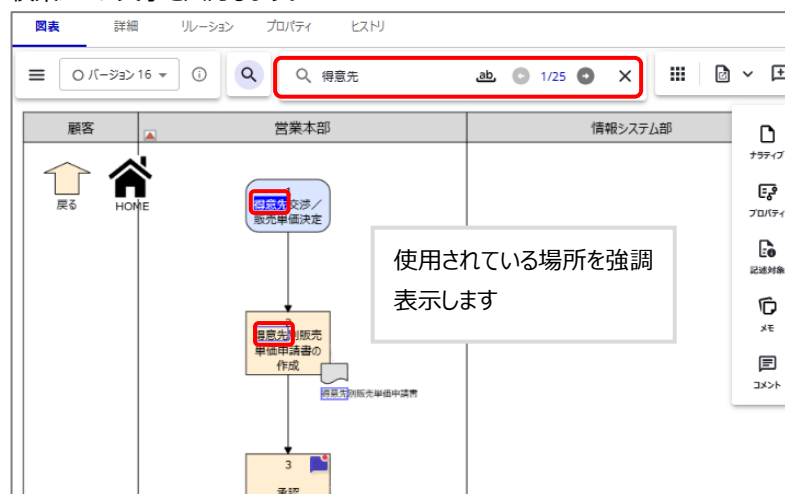 図表 詳細 リレーション プロパティ ヒストリ
バージョン 16 得意先 ab 1/25
顧客 営業本部 情報システム部
ナラティブ
プロパティ
記述対象
メモ
コメント
戻る HOME
1
得意先交渉／
販売単価決定
使用されている場所を強調
表示します
得意先別販売
単価申請書の
作成
得意先別販売単価申請書
3
承認